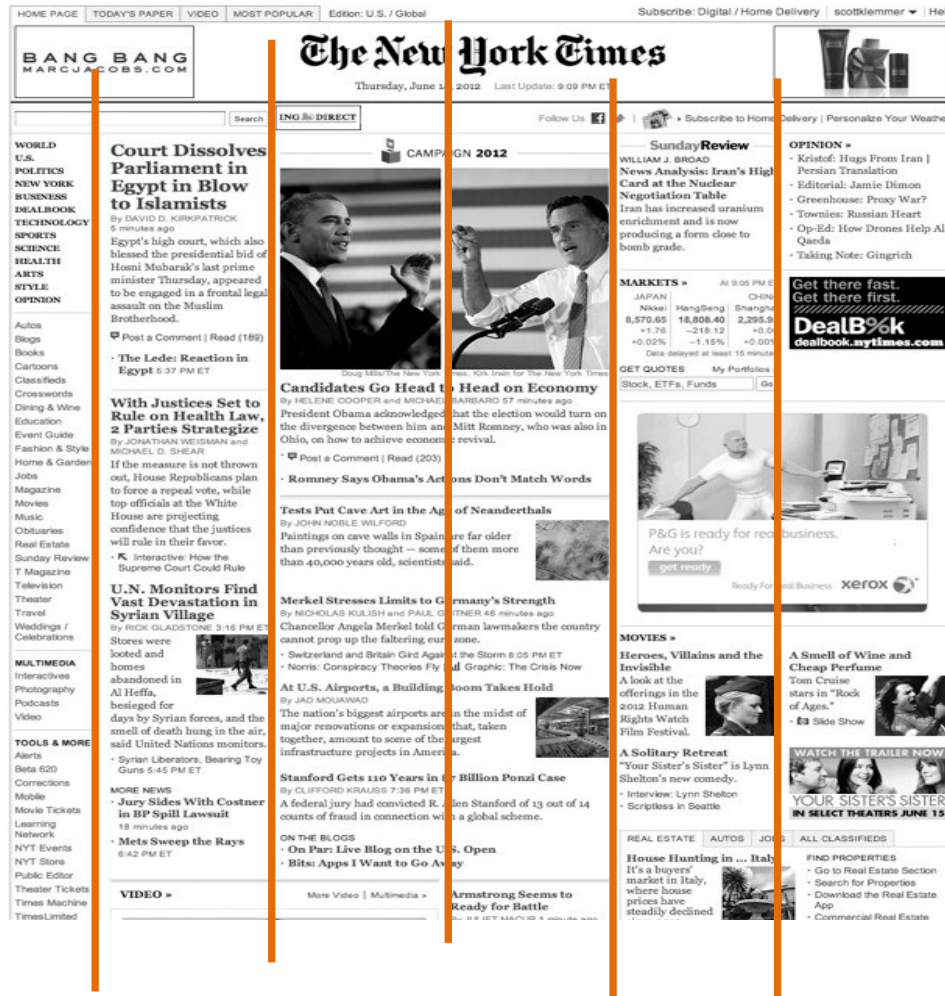 HOME PAGE TODAY'S PAPER VIDEO MOST POPULAR Edition: U.S. / Global
Subscribe: Digital / Home Delivery scottklemmer Hel
BANG BANG
MARCJACOBS.COM
The New York Times
Thursday, June 14, 2012 Last Update: 9:09 PM ET
Search
ING DIRECT
Follow Us
Subscribe to Home Delivery | Personalize Your Weathe
WORLD
U.S.
POLITICS
NEW YORK
BUSINESS
DEALBOOK
TECHNOLOGY
SPORTS
SCIENCE
HEALTH
ARTS
STYLE
OPINION
Autos
Blogs
Books
Cartoons
Classifieds
Crosswords
Dining & Wine
Education
Event Guide
Fashion & Style
Home & Garden
Jobs
Magazine
Movies
Music
Obituaries
Real Estate
Sunday Review
T Magazine
Television
Theater
Travel
Weddings /
Celebrations
MULTIMEDIA
Interactives
Photography
Podcasts
Video
TOOLS & MORE
Alerts
Beta 620
Corrections
Mobile
Movie Tickets
Learning
Network
NYT Events
NYT Store
Public Editor
Theater Tickets
Times Machine
TimesLimited
Court Dissolves
Parliament in
Egypt in Blow
to Islamists
By DAVID D. KIRKPATRICK
5 minutes ago
Egypt's high court, which also
blessed the presidential bid of
Hosni Mubarak's last prime
minister Thursday, appeared
to be engaged in a frontal legal
assault on the Muslim
Brotherhood.
Post a Comment | Read (189)
· The Lede: Reaction in
Egypt 5:37 PM ET
With Justices Set to
Rule on Health Law,
2 Parties Strategize
By JONATHAN WEISMAN and
MICHAEL D. SHEAR
If the measure is not thrown
out, House Republicans plan
to force a repeal vote, while
top officials at the White
House are projecting
confidence that the justices
will rule in their favor.
· Interactive: How the
Supreme Court Could Rule
U.N. Monitors Find
Vast Devastation in
Syrian Village
By RICK GLADSTONE 3:16 PM ET
Stores were
looted and
homes
abandoned in
Al Heffa,
besieged for
days by Syrian forces, and the
smell of death hung in the air,
said United Nations monitors.
· Syrian Liberators, Bearing Toy
Guns 5:45 PM ET
MORE NEWS
· Jury Sides With Costner
in BP Spill Lawsuit
18 minutes ago
· Mets Sweep the Rays
6:42 PM ET
CAMPAIGN 2012
Doug Mills/The New York Times; Kirk Irwin for The New York Times
Candidates Go Head to Head on Economy
By HELENE COOPER and MICHAEL BARBARO 57 minutes ago
President Obama acknowledged that the election would turn on
the divergence between him and Mitt Romney, who was also in
Ohio, on how to achieve economic revival.
· Post a Comment | Read (203)
· Romney Says Obama's Actions Don't Match Words
Tests Put Cave Art in the Age of Neanderthals
By JOHN NOBLE WILFORD
Paintings on cave walls in Spain are far older
than previously thought — some of them more
than 40,000 years old, scientists said.
Merkel Stresses Limits to Germany's Strength
By NICHOLAS KULISH and PAUL GEITNER 46 minutes ago
Chancellor Angela Merkel told German lawmakers the country
cannot prop up the faltering euro zone.
· Switzerland and Britain Gird Against the Storm 8:05 PM ET
· Norris: Conspiracy Theories Fly | Graphic: The Crisis Now
At U.S. Airports, a Building Boom Takes Hold
By JAD MOUAWAD
The nation's biggest airports are in the midst of
major renovations or expansions that, taken
together, amount to some of the largest
infrastructure projects in America.
Stanford Gets 110 Years in $7 Billion Ponzi Case
By CLIFFORD KRAUSS 7:36 PM ET
A federal jury had convicted R. Allen Stanford of 13 out of 14
counts of fraud in connection with a global scheme.
ON THE BLOGS
· On Par: Live Blog on the U.S. Open
· Bits: Apps I Want to Go Away
VIDEO »
More Video | Multimedia »
Armstrong Seems to
Ready for Battle
By JULIET MACUR 1 minute ago
SundayReview
WILLIAM J. BROAD
News Analysis: Iran's High
Card at the Nuclear
Negotiation Table
Iran has increased uranium
enrichment and is now
producing a form close to
bomb grade.
MARKETS » At 9:05 PM E
JAPAN CHINA
Nikkei HangSeng Shangha
8,570.65 18,808.40 2,295.9
+1.76 -218.12 +0.0
+0.02% -1.15% +0.00%
Data delayed at least 15 minute
GET QUOTES My Portfolios
Stock, ETFs, Funds Go
OPINION »
· Kristof: Hugs From Iran |
Persian Translation
· Editorial: Jamie Dimon
· Greenhouse: Proxy War?
· Townies: Russian Heart
· Op-Ed: How Drones Help Al
Qaeda
· Taking Note: Gingrich
Get there fast.
Get there first.
DealB%k
dealbook.nytimes.com
P&G is ready for real business.
Are you?
get ready
Ready For Real Business xerox
MOVIES »
Heroes, Villains and the
Invisible
A look at the
offerings in the
2012 Human
Rights Watch
Film Festival.
A Solitary Retreat
"Your Sister's Sister" is Lynn
Shelton's new comedy.
· Interview: Lynn Shelton
· Scriptless in Seattle
A Smell of Wine and
Cheap Perfume
Tom Cruise
stars in "Rock
of Ages."
· Slide Show
WATCH THE TRAILER NOW
YOUR SISTER'S SISTER
IN SELECT THEATERS JUNE 15
REAL ESTATE AUTOS JOBS ALL CLASSIFIEDS
House Hunting in ... Italy
It's a buyers'
market in Italy,
where house
prices have
steadily declined
FIND PROPERTIES
· Go to Real Estate Section
· Search for Properties
· Download the Real Estate
App
· Commercial Real Estate